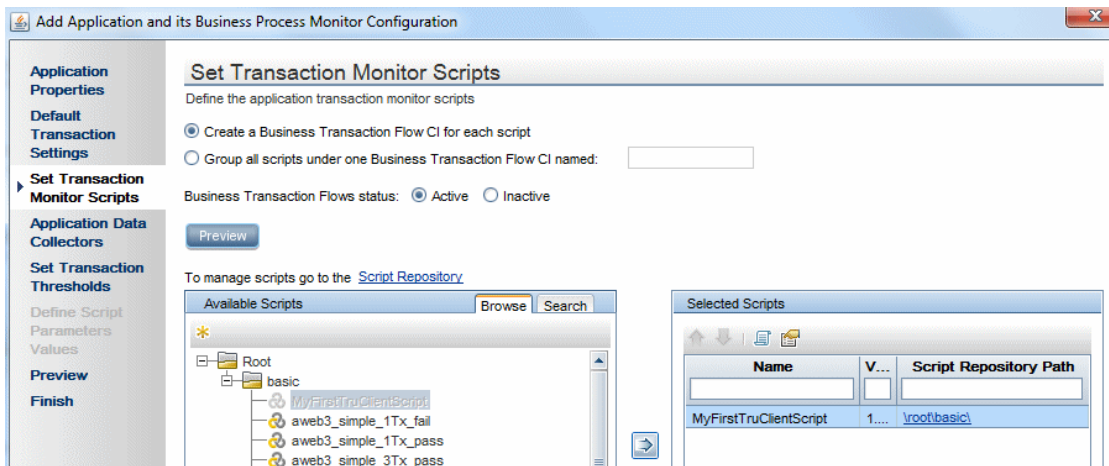 Add Application and its Business Process Monitor Configuration
x
Application
Properties
Default
Transaction
Settings
Set Transaction
Monitor Scripts
Application Data
Collectors
Set Transaction
Thresholds
Define Script
Parameters
Values
Preview
Finish
Set Transaction Monitor Scripts
Define the application transaction monitor scripts
Create a Business Transaction Flow CI for each script
Group all scripts under one Business Transaction Flow CI named:
Business Transaction Flows status: Active Inactive
Preview
To manage scripts go to the Script Repository
Available Scripts Browse Search
Root
basic
MyFirstTruClientScript
aweb3_simple_1Tx_fail
aweb3_simple_1Tx_pass
aweb3_simple_3Tx_pass
Selected Scripts
Name V... Script Repository Path
MyFirstTruClientScript 1.... \root\basic\